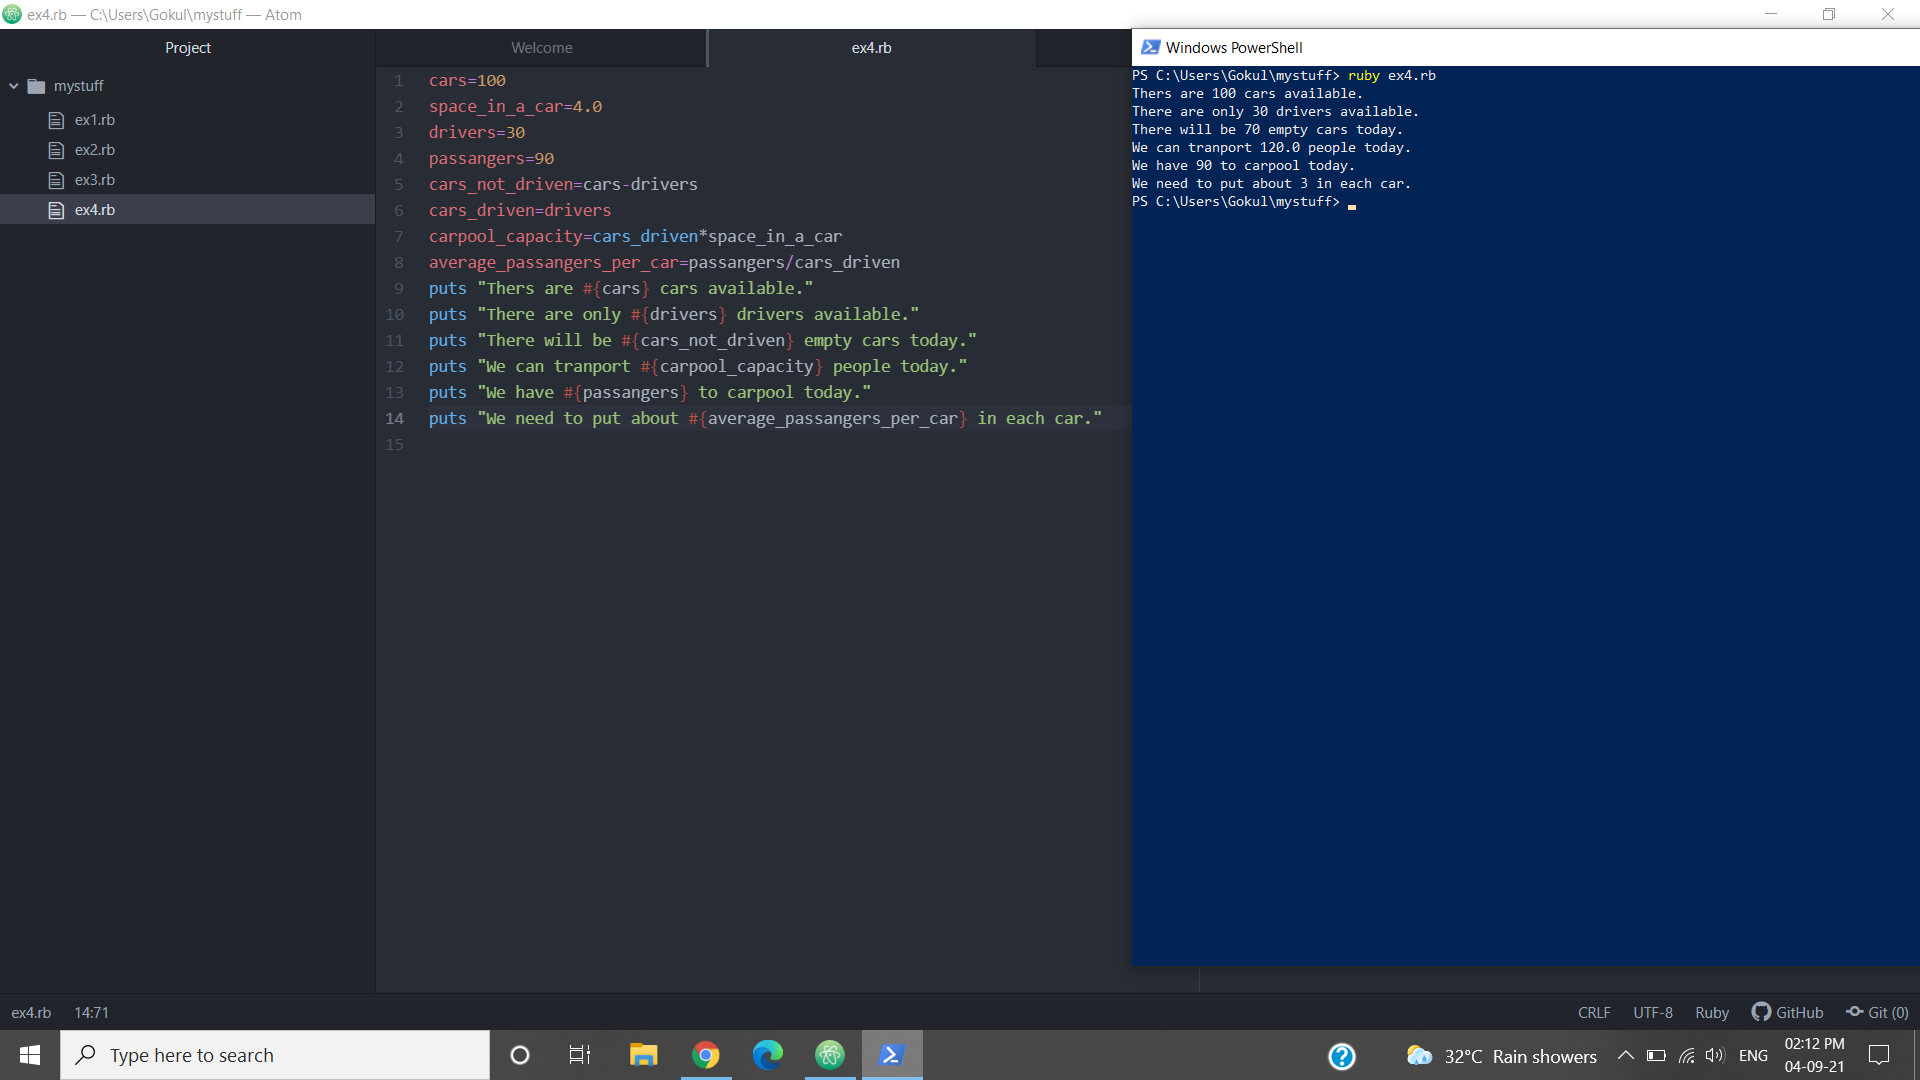 ex4.rb — C:\Users\Gokul\mystuff — Atom
Project
Welcome
ex4.rb
mystuff
ex1.rb
ex2.rb
ex3.rb
ex4.rb
1 cars=100
2 space_in_a_car=4.0
3 drivers=30
4 passangers=90
5 cars_not_driven=cars-drivers
6 cars_driven=drivers
7 carpool_capacity=cars_driven*space_in_a_car
8 average_passangers_per_car=passangers/cars_driven
9 puts "Thers are #{cars} cars available."
10 puts "There are only #{drivers} drivers available."
11 puts "There will be #{cars_not_driven} empty cars today."
12 puts "We can tranport #{carpool_capacity} people today."
13 puts "We have #{passangers} to carpool today."
14 puts "We need to put about #{average_passangers_per_car} in each car."
15
Windows PowerShell
PS C:\Users\Gokul\mystuff> ruby ex4.rb
Thers are 100 cars available.
There are only 30 drivers available.
There will be 70 empty cars today.
We can tranport 120.0 people today.
We have 90 to carpool today.
We need to put about 3 in each car.
PS C:\Users\Gokul\mystuff>
ex4.rb 14:71 CRLF UTF-8 Ruby GitHub Git (0)
Type here to search
32°C Rain showers
ENG
02:12 PM
04-09-21